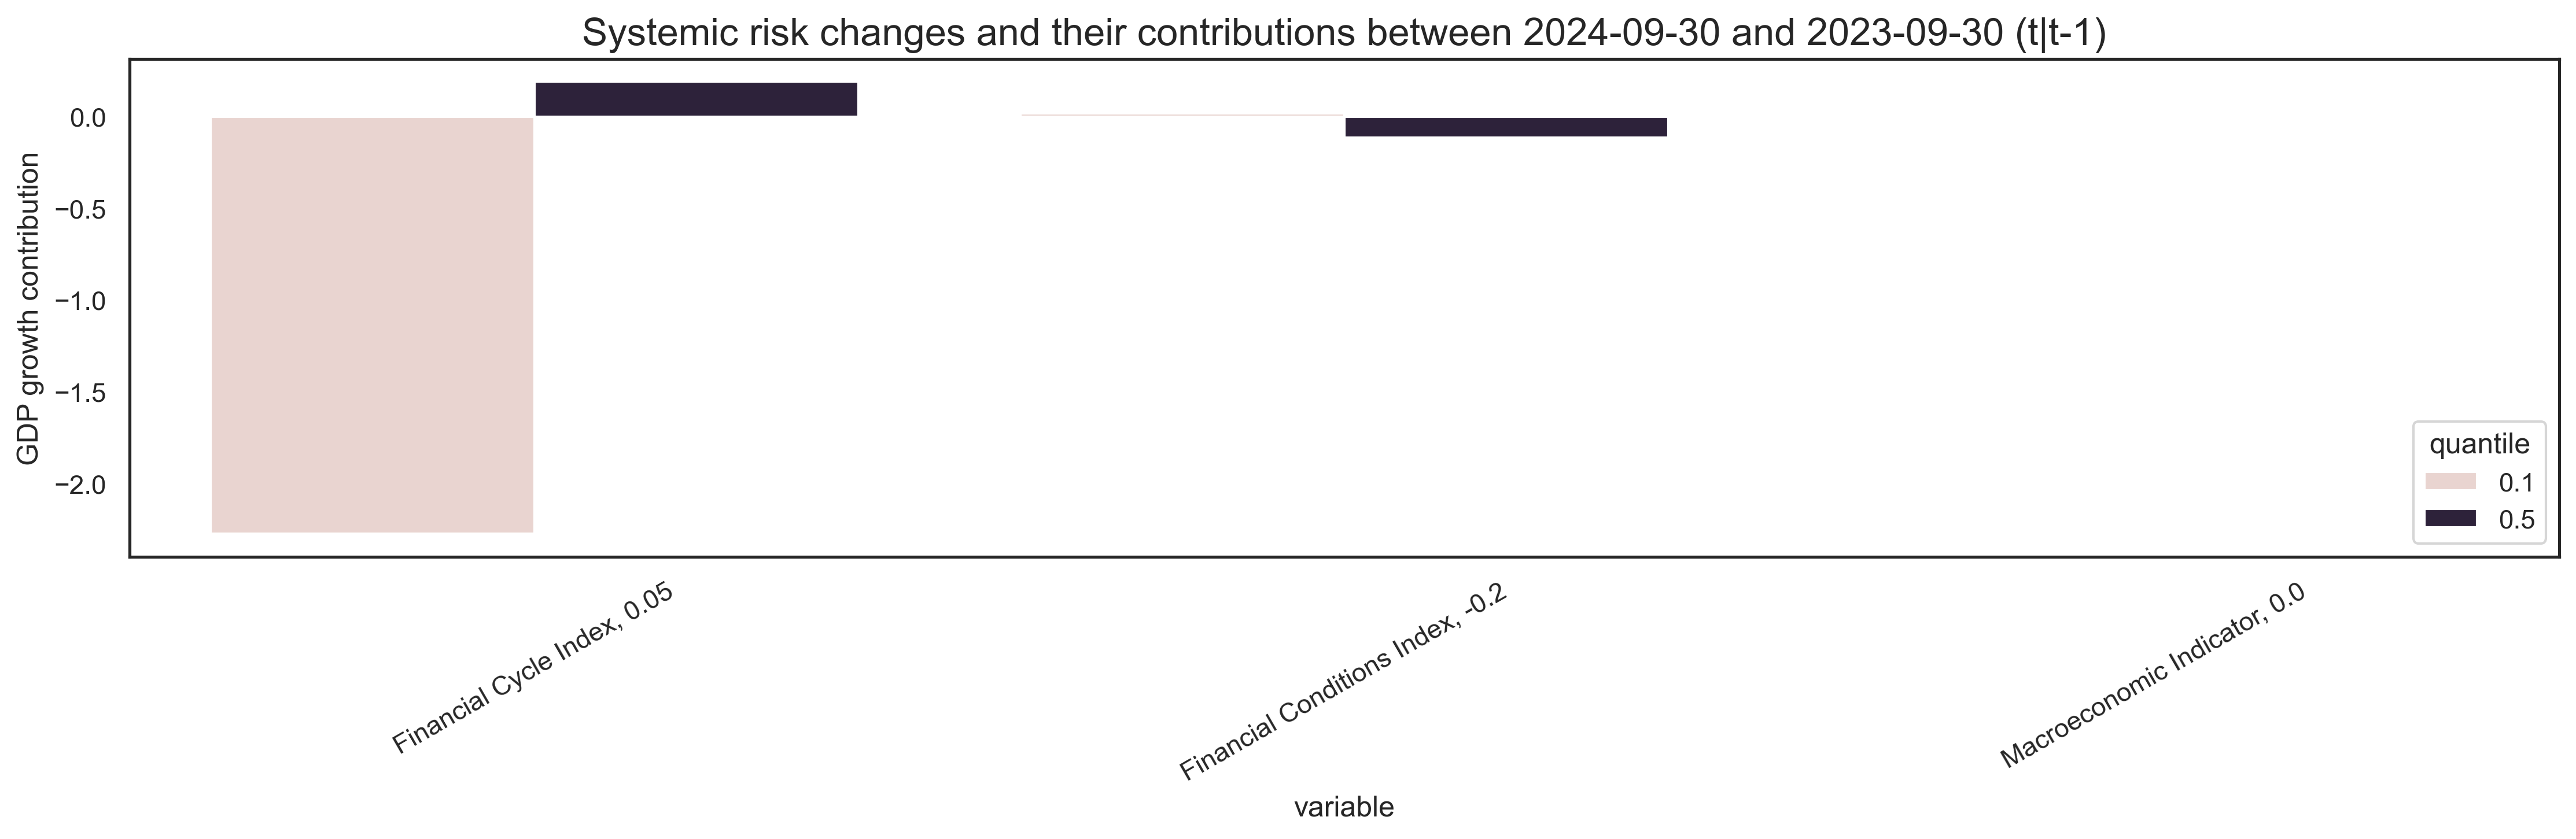 Systemic risk changes and their contributions between 2024-09-30 and 2023-09-30 (t|t-1)
GDP growth contribution
0.0
−0.5
−1.0
−1.5
−2.0
quantile
0.1
0.5
Financial Cycle Index, 0.05
Financial Conditions Index, -0.2
Macroeconomic Indicator, 0.0
variable